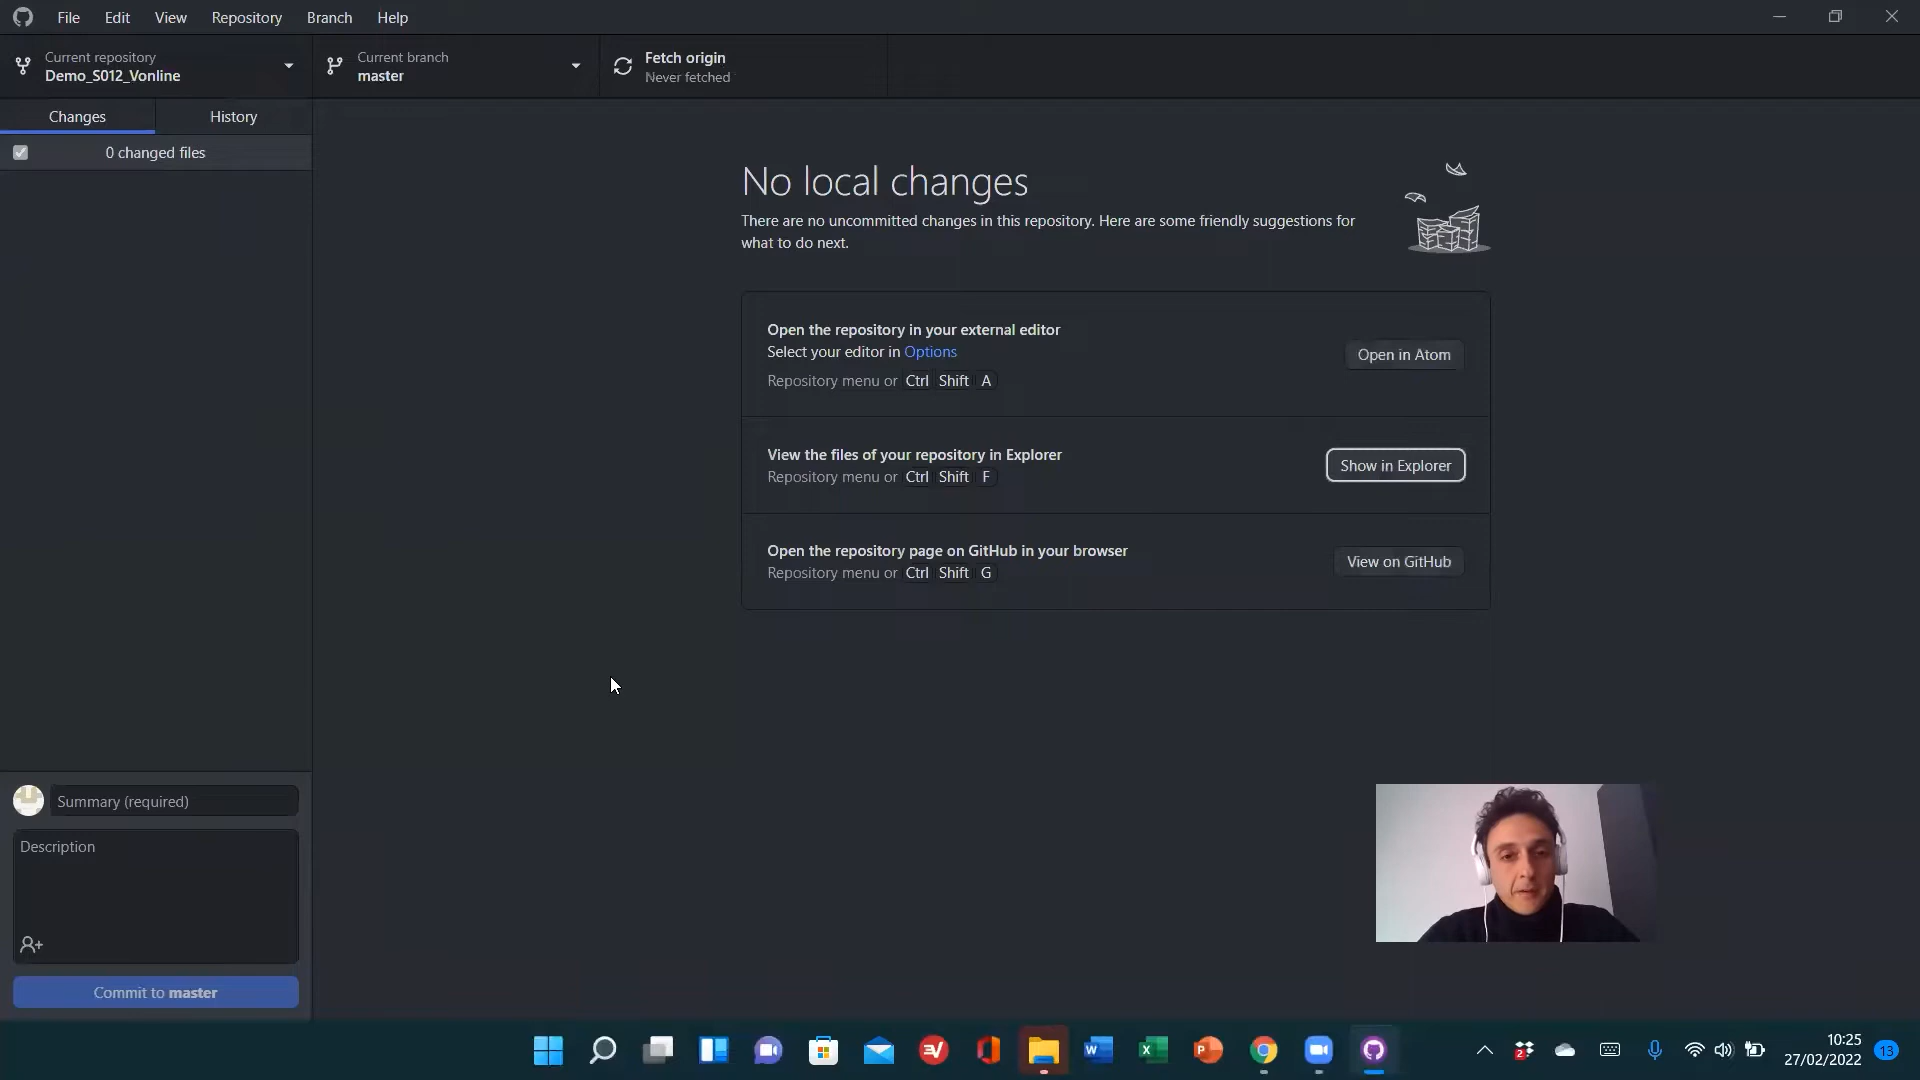 File Edit View Repository Branch Help
Current repository
Demo_S012_Vonline
Current branch
master
Fetch origin
Never fetched
Changes
History
0 changed files
No local changes
There are no uncommitted changes in this repository. Here are some friendly suggestions for
what to do next.
Open the repository in your external editor
Select your editor in Options
Repository menu or Ctrl Shift A
Open in Atom
View the files of your repository in Explorer
Repository menu or Ctrl Shift F
Show in Explorer
Open the repository page on GitHub in your browser
Repository menu or Ctrl Shift G
View on GitHub
Summary (required)
Description
Commit to master
10:25
27/02/2022
13
2